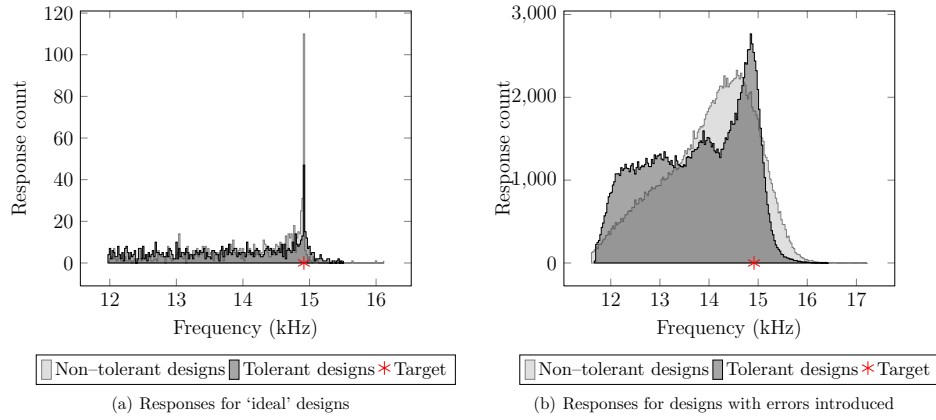 120
100
80
60
40
20
0
Response count
12 13 14 15 16
Frequency (kHz)
Non–tolerant designs Tolerant designs Target
(a) Responses for ‘ideal’ designs
3,000
2,000
1,000
0
Response count
12 13 14 15 16 17
Frequency (kHz)
Non–tolerant designs Tolerant designs Target
(b) Responses for designs with errors introduced